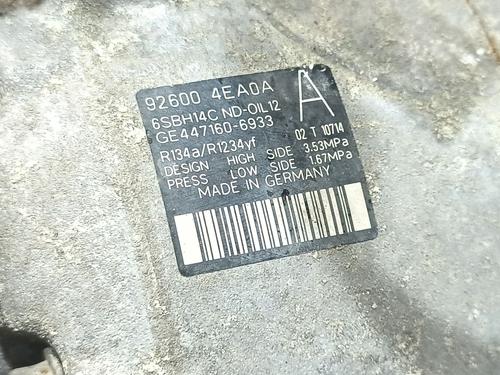 92600 4EA0A A
6SBH14C ND-OIL12
GE447160-6933
02 T 10714
R134a/R1234yf
DESIGN HIGH SIDE 3.53MPa
PRESS LOW SIDE 1.67MPa
MADE IN GERMANY